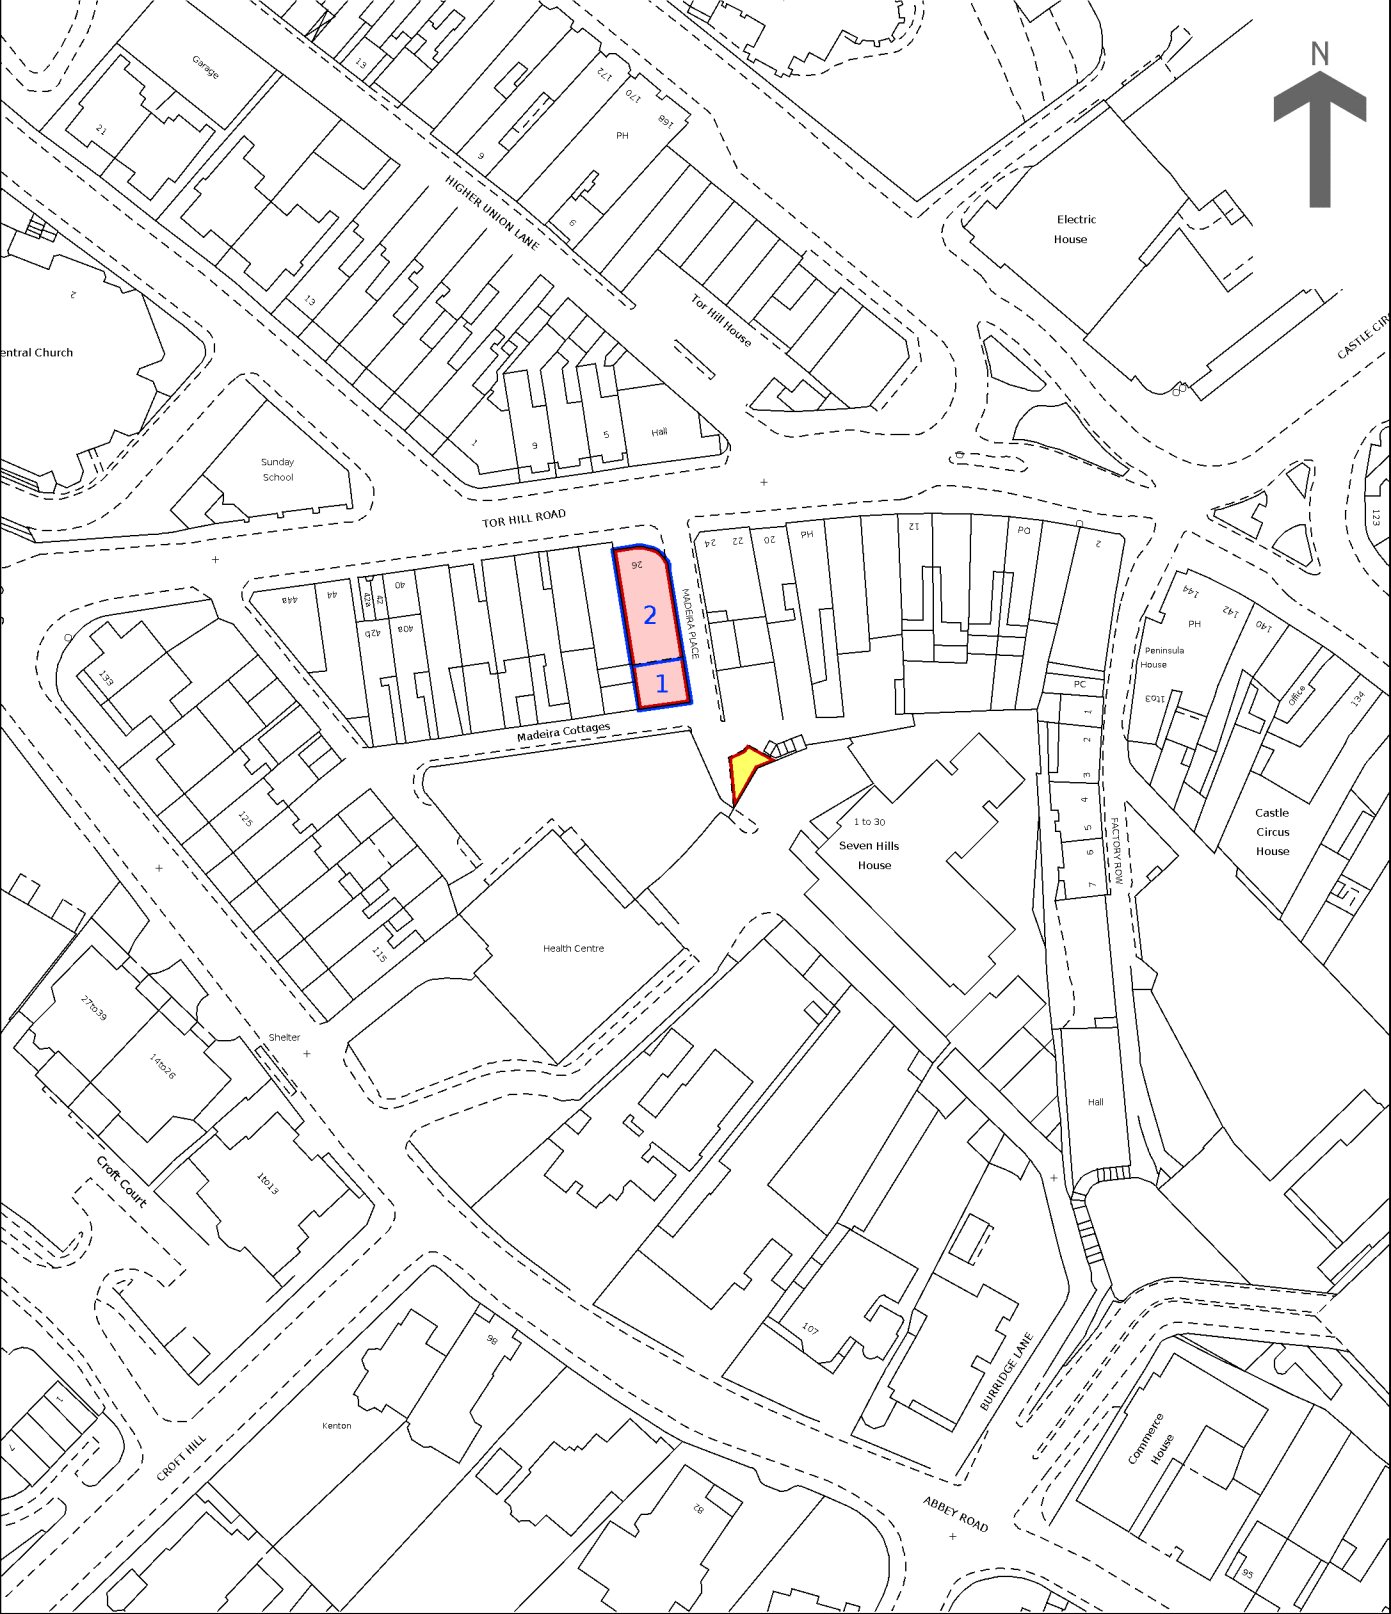 N
Garage
13
172
170
168
PH
21
9
6
HIGHER UNION LANE
Electric
House
2
13
Tor Hill House
entral Church
CASTLE CIR
1
9
5
Hall
Sunday
School
TOR HILL ROAD
123
26
24
22
20
PH
12
PO
2
44a
44
42a
42
40
42b
40a
2
MADEIRA PLACE
144
142
140
PH
Peninsula
House
133
1
PC
1to3
Office
134
Madeira Cottages
1
2
3
4
5
6
7
125
1 to 30
Seven Hills
House
FACTORY ROW
Castle
Circus
House
115
Health Centre
27to39
14to26
Shelter
Hall
Croft Court
1to13
107
98
BURRIDGE LANE
Kenton
1
7
CROFT HILL
Commerce
House
82
ABBEY ROAD
95